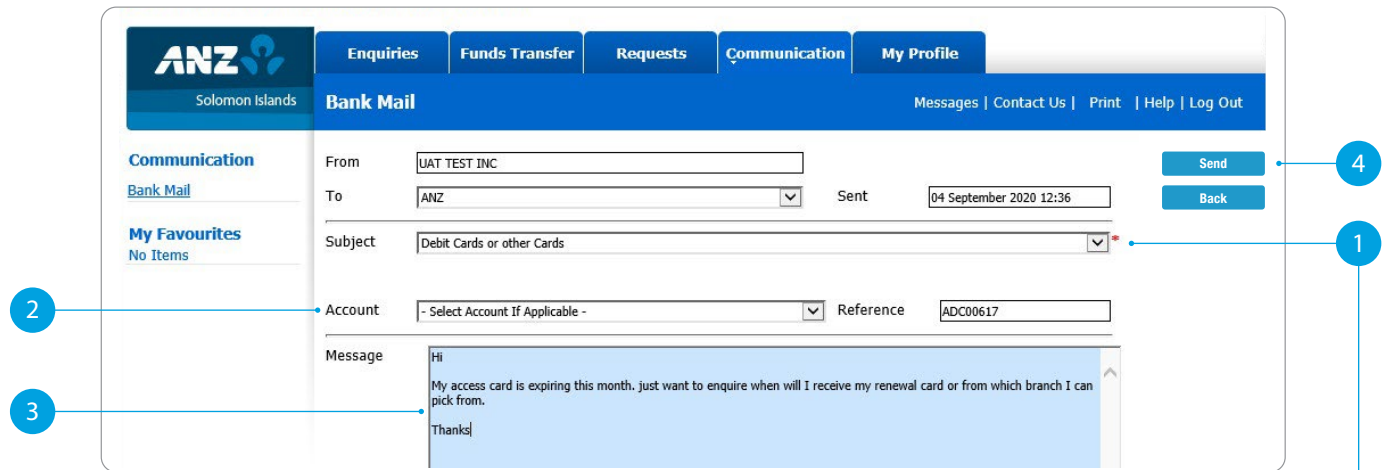 ANZ
Solomon Islands
Enquiries Funds Transfer Requests Communication My Profile
Bank Mail
Messages | Contact Us | Print | Help | Log Out
Communication
Bank Mail
My Favourites
No Items
From UAT TEST INC
Send
4
To ANZ Sent 04 September 2020 12:36
Back
Subject Debit Cards or other Cards *
1
2
Account - Select Account If Applicable - Reference ADC00617
Message
Hi
My access card is expiring this month. just want to enquire when will I receive my renewal card or from which branch I can
pick from.
3
Thanks